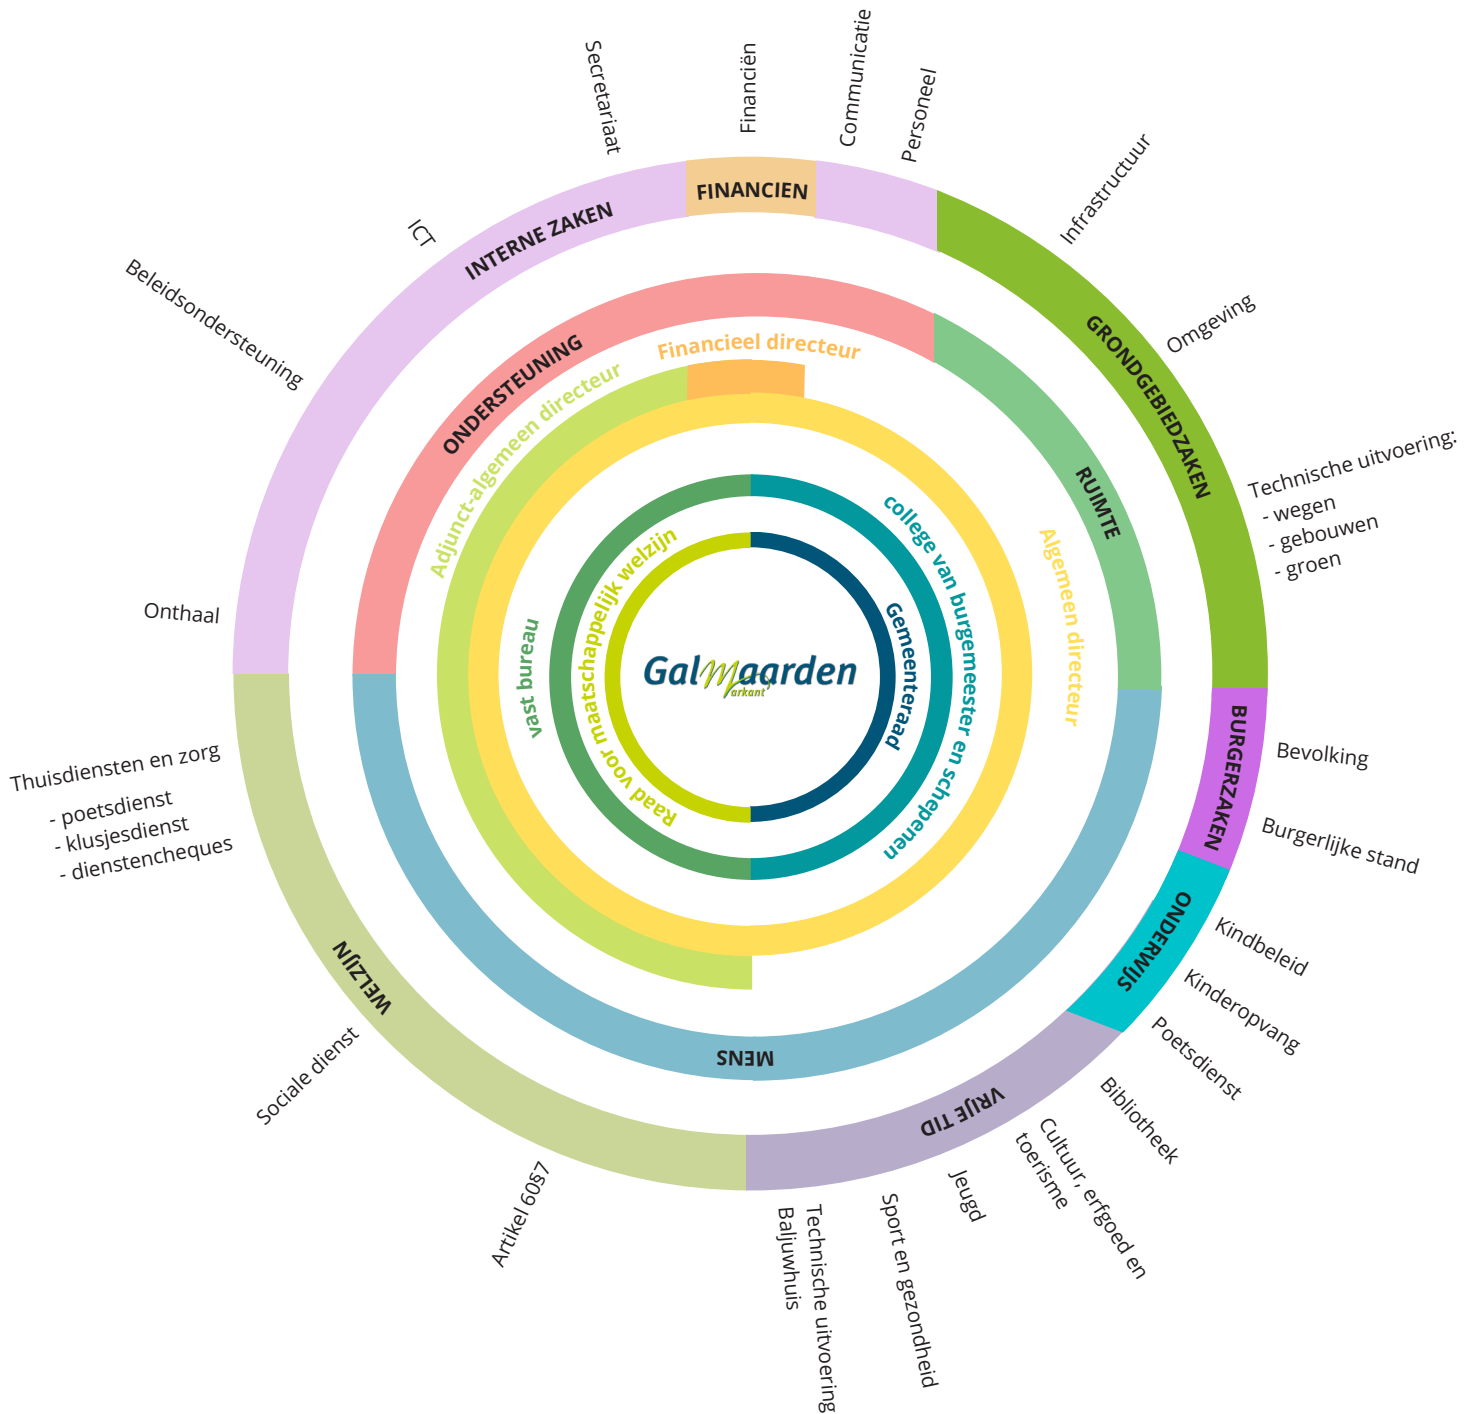 Galmaarden
Markant
Gemeenteraad
Raad voor maatschappelijk welzijn
college van burgemeester en schepenen
vast bureau
Algemeen directeur
Adjunct-algemeen directeur
Financieel directeur
ONDERSTEUNING
RUIMTE
MENS
FINANCIEN
GRONDGEBIEDZAKEN
BURGERZAKEN
ONDERWIJS
VRIJE TID
WELZIJN
INTERNE ZAKEN
Financiën
Communicatie
Personeel
Infrastructuur
Omgeving
Technische uitvoering:
- wegen
- gebouwen
- groen
Bevolking
Burgerlijke stand
Kindbeleid
Kinderopvang
Poetsdienst
Bibliotheek
Cultuur, erfgoed en
toerisme
Jeugd
Sport en gezondheid
Technische uitvoering
Baljuwhuis
Artikel 60§7
Sociale dienst
Thuisdiensten en zorg
- poetsdienst
- klusjesdienst
- dienstencheques
Onthaal
Beleidsondersteuning
ICT
Secretariaat